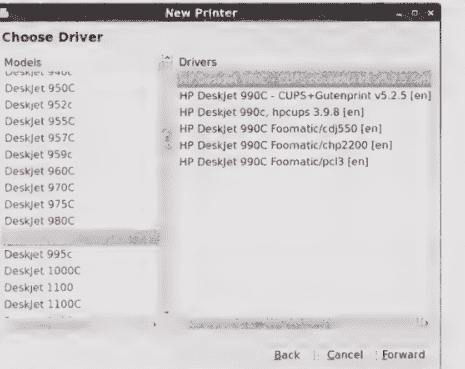 New Printer
Choose Driver
Models
DeskJet 940c
DeskJet 950C
DeskJet 952c
DeskJet 955C
DeskJet 957C
DeskJet 959c
DeskJet 960C
DeskJet 970C
DeskJet 975C
DeskJet 980C
DeskJet 995c
DeskJet 1000C
DeskJet 1100
DeskJet 1100C
Drivers
HP DeskJet 990C - CUPS+Gutenprint v5.2.5 [en]
HP Deskjet 990c, hpcups 3.9.8 [en]
HP DeskJet 990C Foomatic/cdj550 [en]
HP DeskJet 990C Foomatic/chp2200 [en]
HP DeskJet 990C Foomatic/pcl3 [en]
Back Cancel Forward